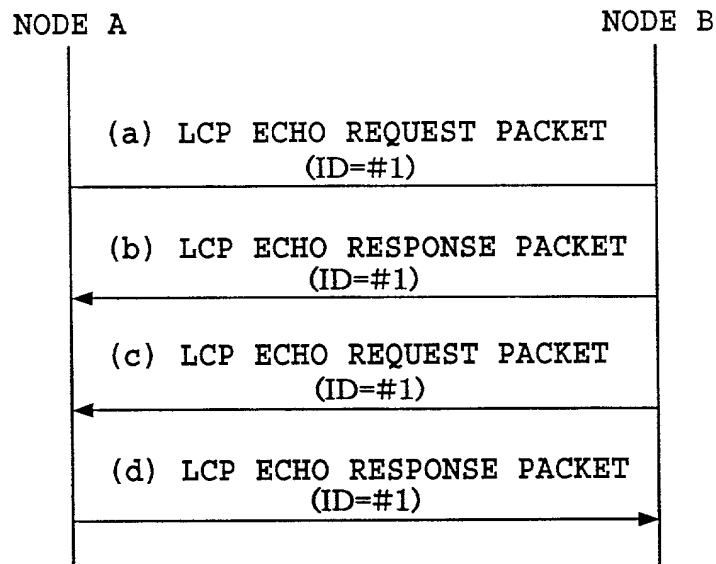 NODE A
NODE B
(a) LCP ECHO REQUEST PACKET
(ID=#1)
(b) LCP ECHO RESPONSE PACKET
(ID=#1)
(c) LCP ECHO REQUEST PACKET
(ID=#1)
(d) LCP ECHO RESPONSE PACKET
(ID=#1)